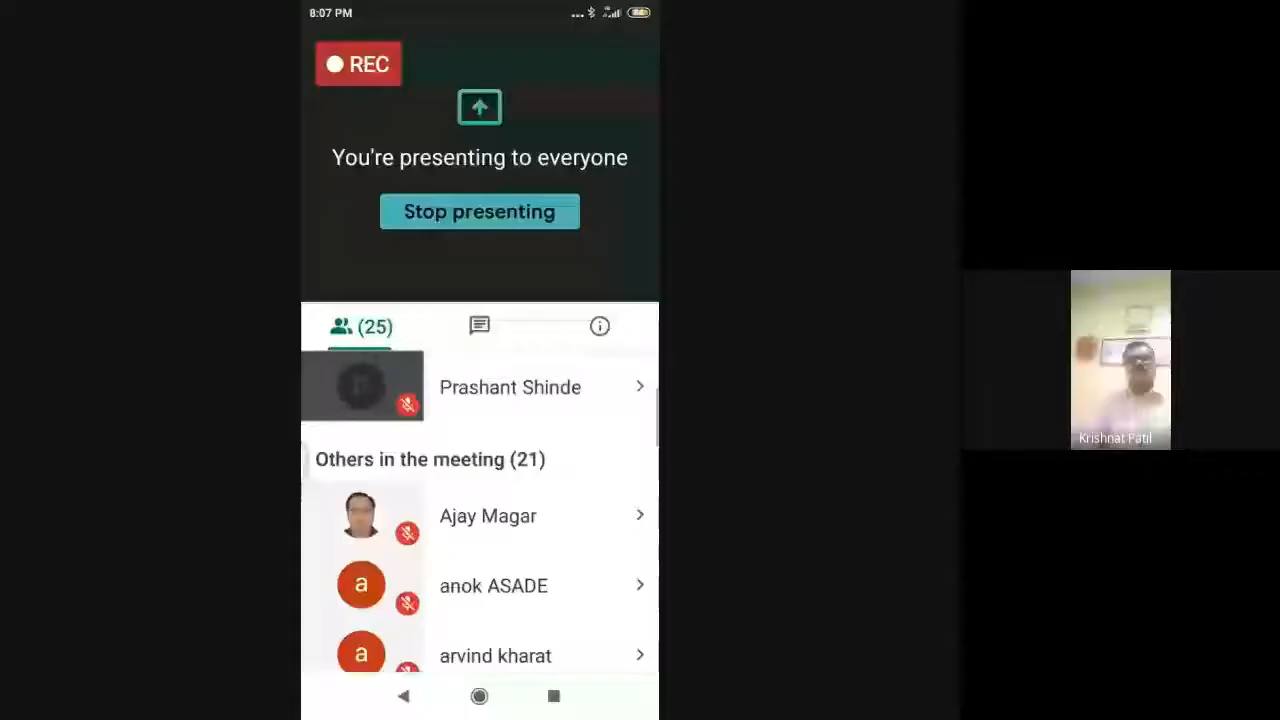 8:07 PM
REC
You're presenting to everyone
Stop presenting
(25)
Prashant Shinde
Others in the meeting (21)
Ajay Magar
a
anok ASADE
a
arvind kharat
Krishnat Patil